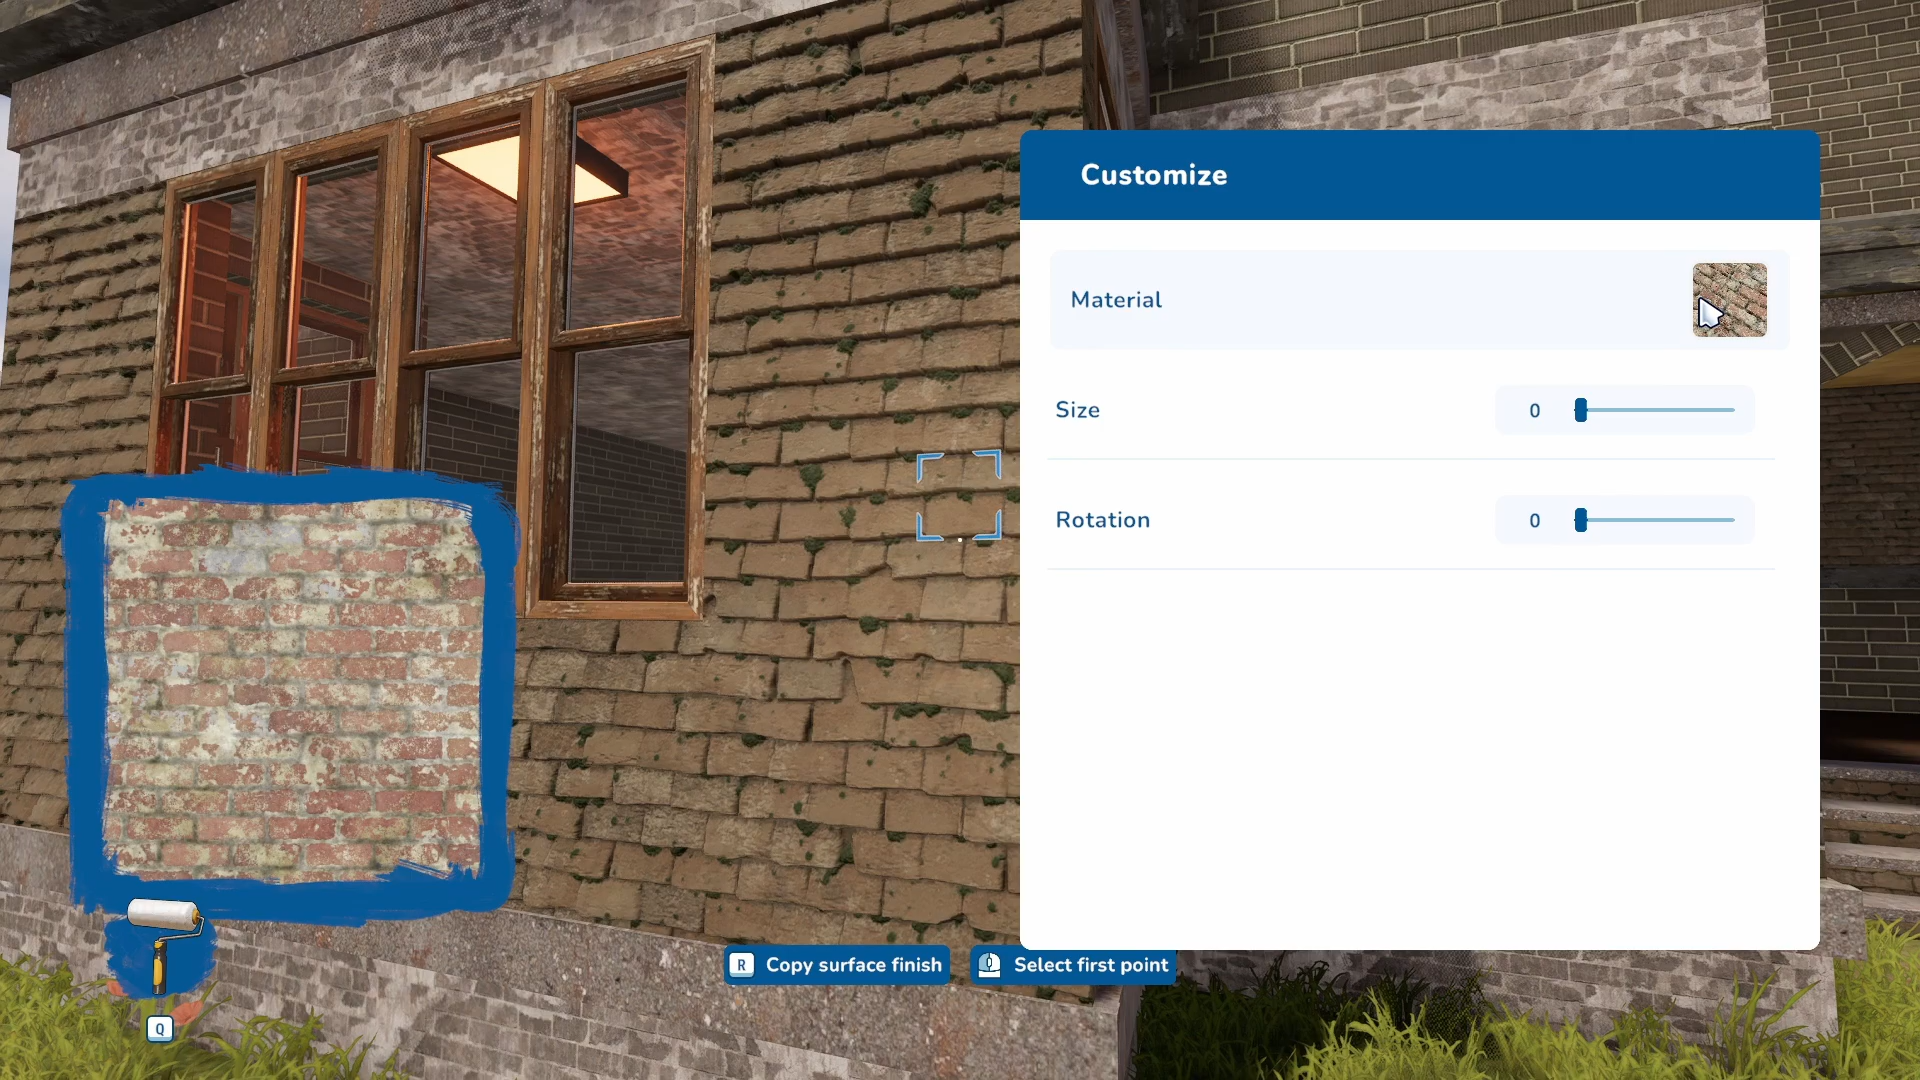 Customize
Material
Size
0
Rotation
0
R Copy surface finish
Select first point
Q